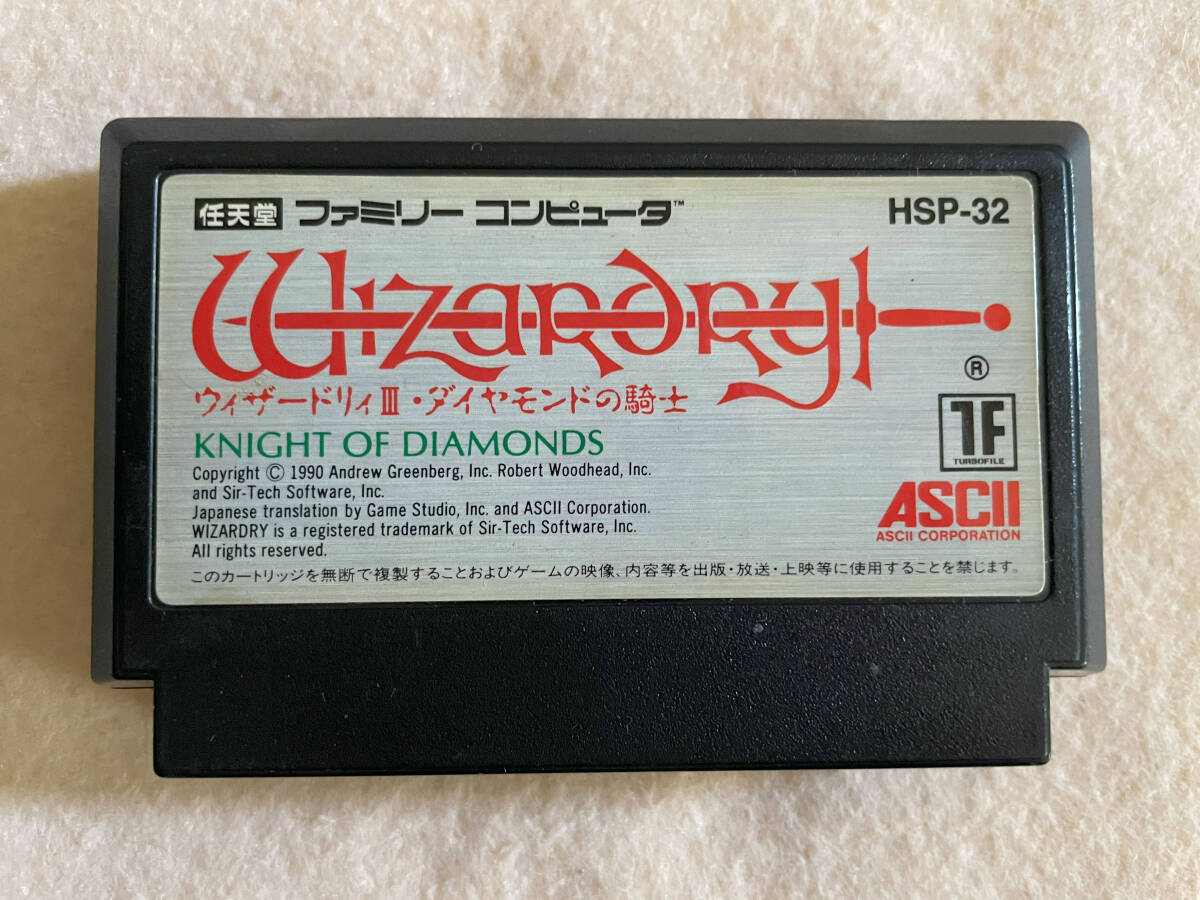 任天堂 ファミリー コンピュータ™ HSP-32
Wizardry
®
ウィザードリィIII・ダイヤモンドの騎士
KNIGHT OF DIAMONDS
Copyright © 1990 Andrew Greenberg, Inc. Robert Woodhead, Inc.
and Sir-Tech Software, Inc.
Japanese translation by Game Studio, Inc. and ASCII Corporation.
WIZARDRY is a registered trademark of Sir-Tech Software, Inc.
All rights reserved.
TF
TURBOFILE
ASCII
ASCII CORPORATION
このカートリッジを無断で複製することおよびゲームの映像、内容等を出版・放送・上映等に使用することを禁じます。